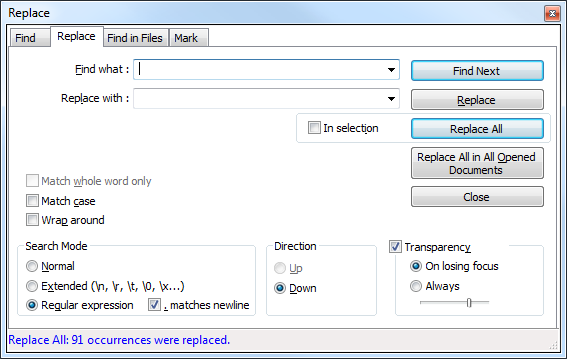 Replace
Find
Replace
Find in Files
Mark
Find what :
Find Next
Replace with :
Replace
In selection
Replace All
Replace All in All Opened
Documents
Match whole word only
Match case
Close
Wrap around
Search Mode
Normal
Extended (\n, \r, \t, \0, \x...)
Regular expression
. matches newline
Direction
Up
Down
Transparency
On losing focus
Always
Replace All: 91 occurrences were replaced.